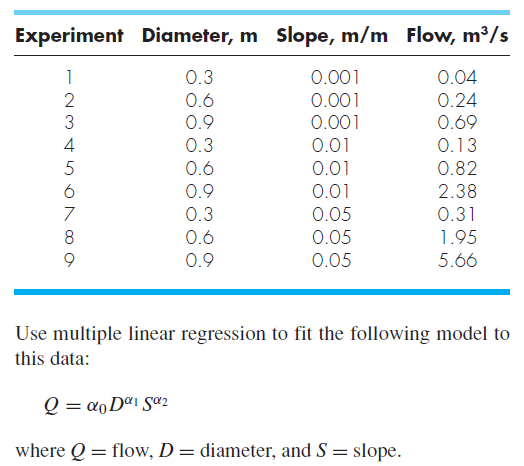 Experiment Diameter, m Slope, m/m Flow, m³/s
1 0.3 0.001 0.04
2 0.6 0.001 0.24
3 0.9 0.001 0.69
4 0.3 0.01 0.13
5 0.6 0.01 0.82
6 0.9 0.01 2.38
7 0.3 0.05 0.31
8 0.6 0.05 1.95
9 0.9 0.05 5.66
Use multiple linear regression to fit the following model to
this data:
Q = α₀D^α₁ S^α₂
where Q = flow, D = diameter, and S = slope.